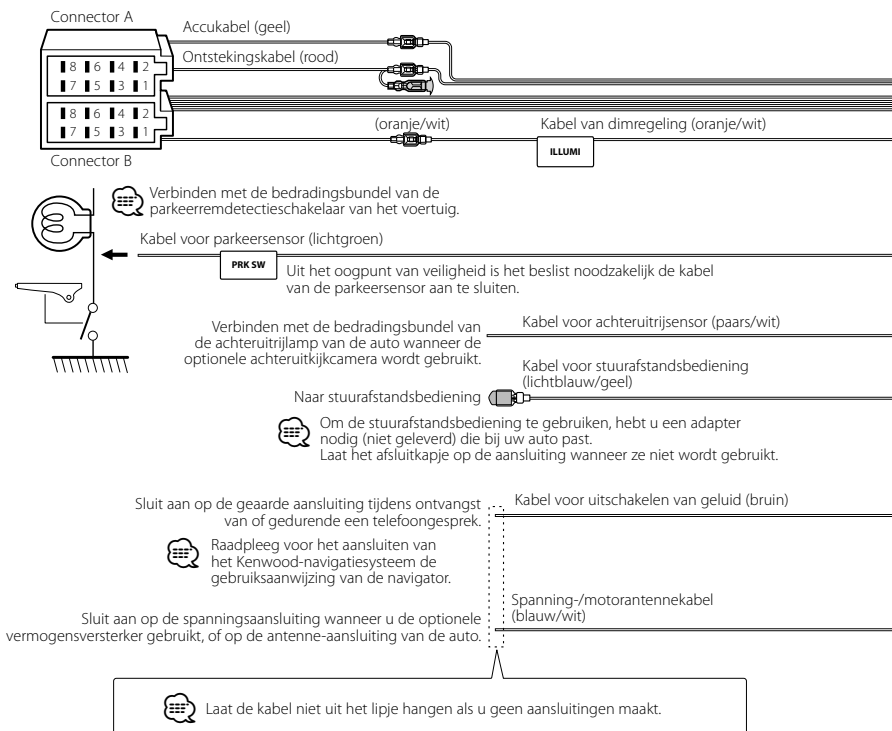 Connector A
Accukabel (geel)
Ontstekingskabel (rood)
8 6 4 2
7 5 3 1
8 6 4 2
7 5 3 1
(oranje/wit)
Kabel van dimregeling (oranje/wit)
ILLUMI
Connector B
Verbinden met de bedradingsbundel van de
parkeerremdetectieschakelaar van het voertuig.
Kabel voor parkeersensor (lichtgroen)
PRK SW
Uit het oogpunt van veiligheid is het beslist noodzakelijk de kabel
van de parkeersensor aan te sluiten.
Verbinden met de bedradingsbundel van
de achteruitrijlamp van de auto wanneer de
optionele achteruitkijkcamera wordt gebruikt.
Kabel voor achteruitrijsensor (paars/wit)
Kabel voor stuurafstandsbediening
(lichtblauw/geel)
Naar stuurafstandsbediening
Om de stuurafstandsbediening te gebruiken, hebt u een adapter
nodig (niet geleverd) die bij uw auto past.
Laat het afsluitkapje op de aansluiting wanneer ze niet wordt gebruikt.
Sluit aan op de geaarde aansluiting tijdens ontvangst
van of gedurende een telefoongesprek.
Kabel voor uitschakelen van geluid (bruin)
Raadpleeg voor het aansluiten van
het Kenwood-navigatiesysteem de
gebruiksaanwijzing van de navigator.
Sluit aan op de spanningsaansluiting wanneer u de optionele
vermogensversterker gebruikt, of op de antenne-aansluiting van de auto.
Spanning-/motorantennekabel
(blauw/wit)
Laat de kabel niet uit het lipje hangen als u geen aansluitingen maakt.